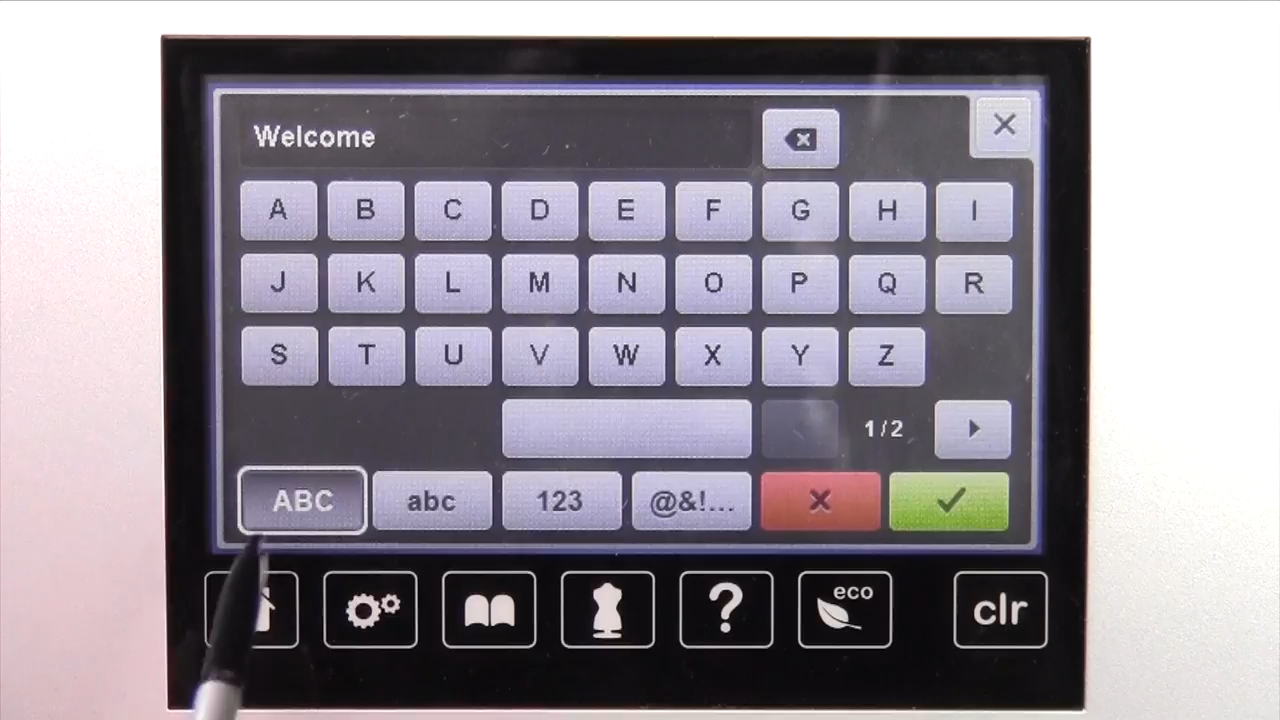 Welcome
A B C D E F G H I
J K L M N O P Q R
S T U V W X Y Z
1/2
ABC abc 123 @&!...
? eco clr